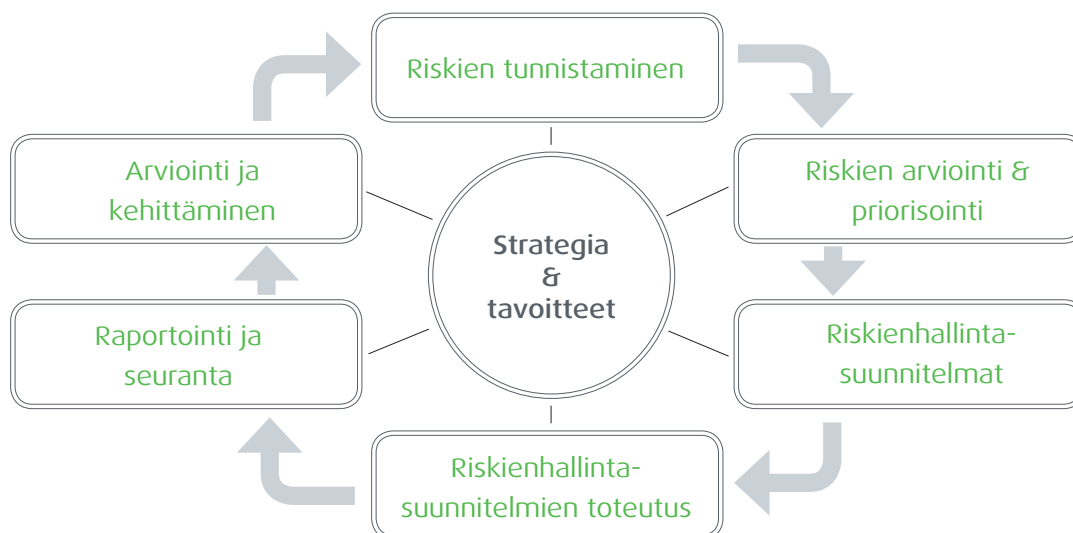 Riskien tunnistaminen
Riskien arviointi &
priorisointi
Riskienhallinta-
suunnitelmat
Riskienhallinta-
suunnitelmien toteutus
Raportointi ja
seuranta
Arviointi ja
kehittäminen
Strategia
&
tavoitteet